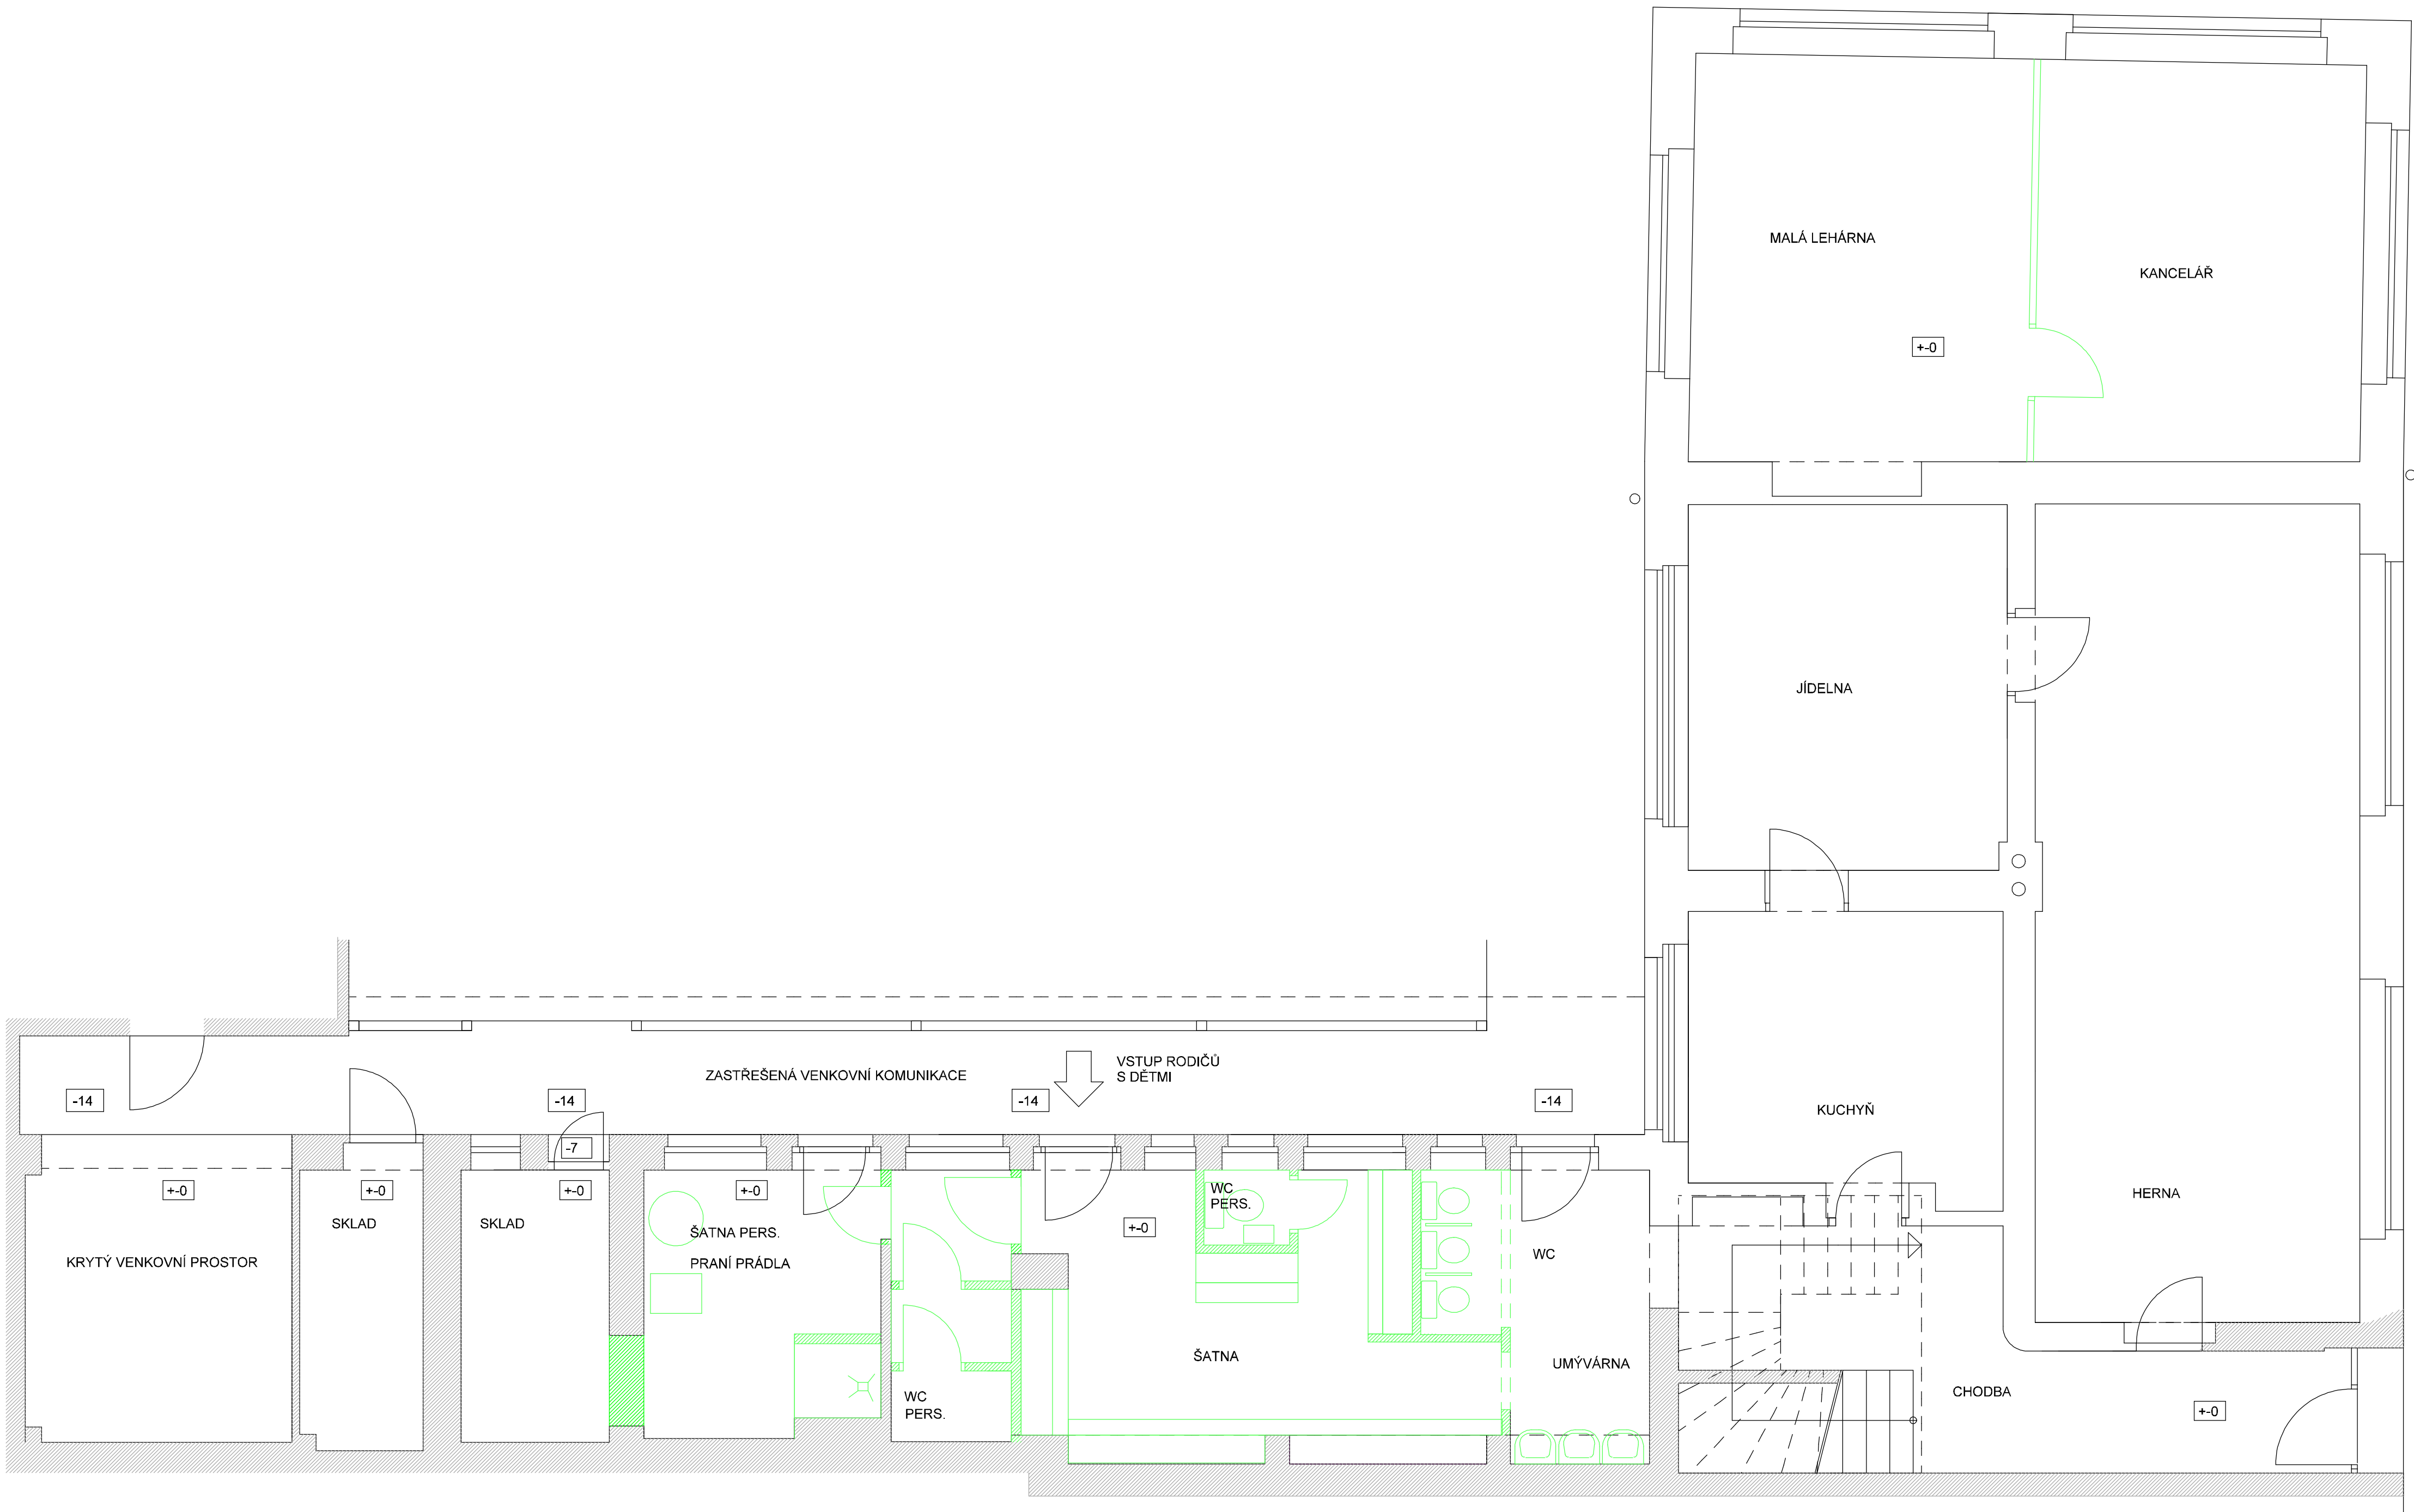 MALÁ LEHÁRNA
KANCELÁŘ
+-0
JÍDELNA
VSTUP RODIČŮ
S DĚTMI
ZASTŘEŠENÁ VENKOVNÍ KOMUNIKACE
-14
-14
-14
-14
KUCHYŇ
-7
+-0
+-0
+-0
+-0
WC
PERS.
HERNA
SKLAD
SKLAD
+-0
ŠATNA PERS.
PRANÍ PRÁDLA
WC
KRYTÝ VENKOVNÍ PROSTOR
ŠATNA
UMÝVÁRNA
CHODBA
WC
PERS.
+-0